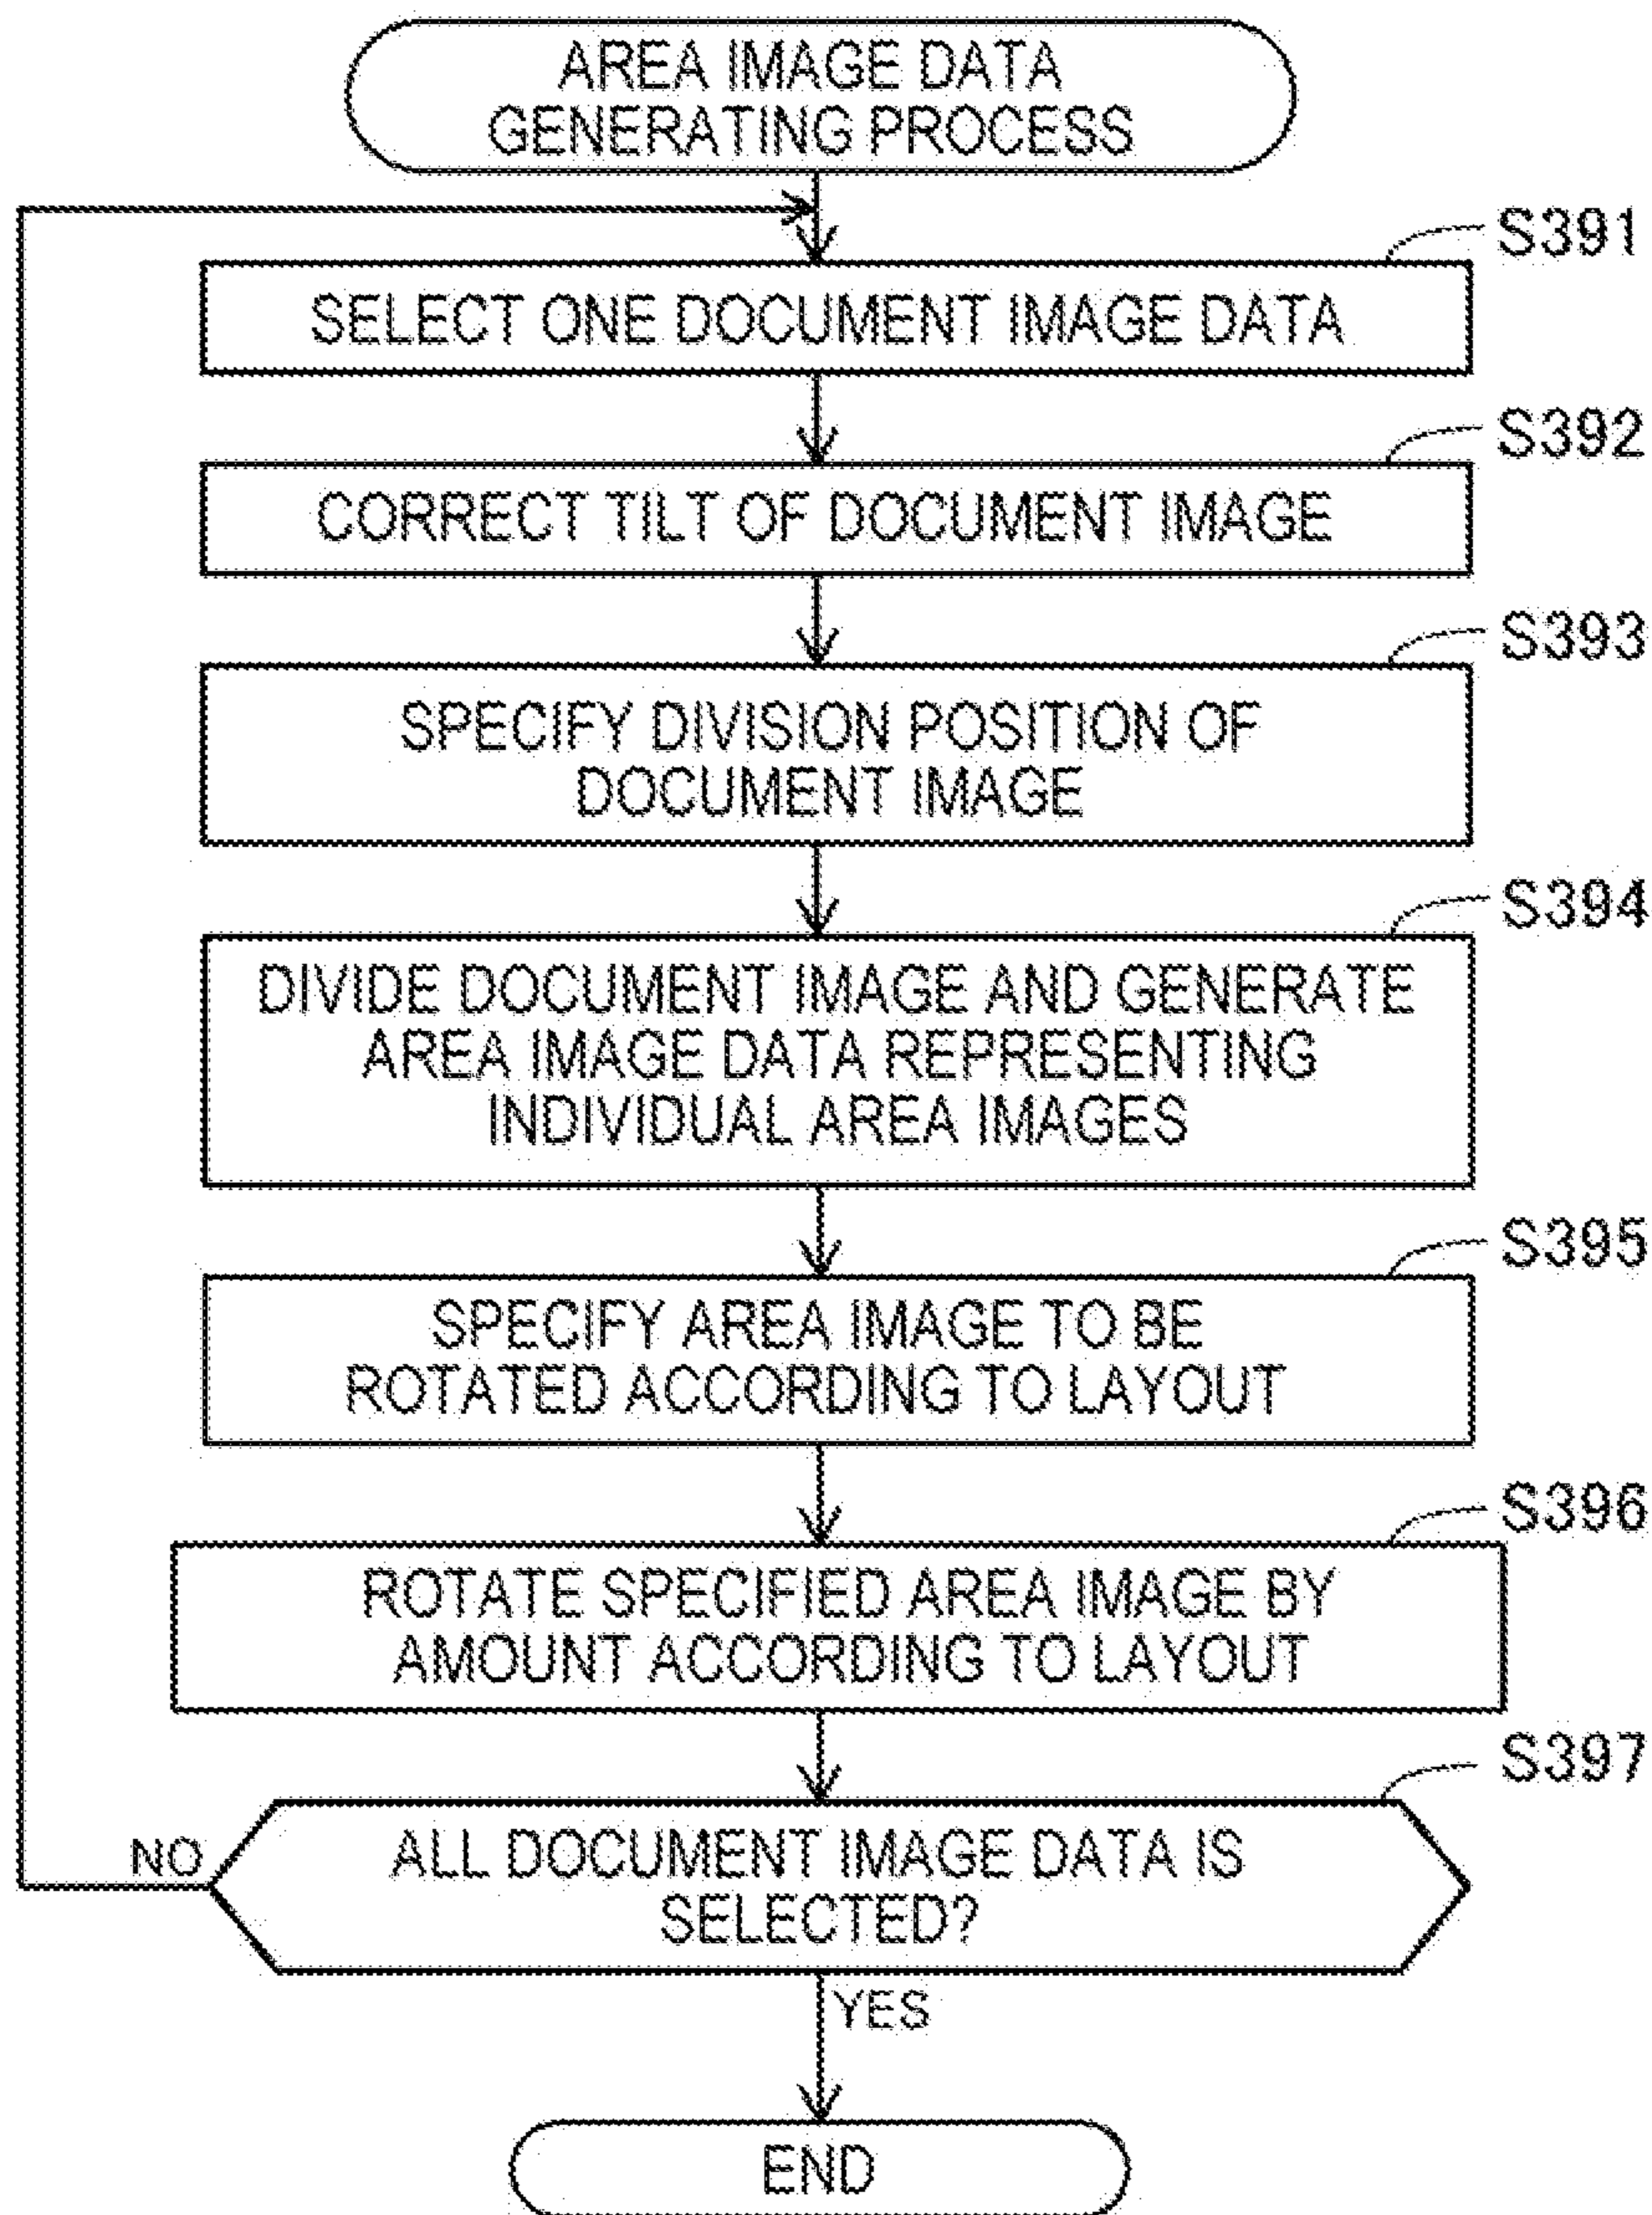 AREA IMAGE DATA
GENERATING PROCESS
S391
SELECT ONE DOCUMENT IMAGE DATA
S392
CORRECT TILT OF DOCUMENT IMAGE
S393
SPECIFY DIVISION POSITION OF
DOCUMENT IMAGE
S394
DIVIDE DOCUMENT IMAGE AND GENERATE
AREA IMAGE DATA REPRESENTING
INDIVIDUAL AREA IMAGES
S395
SPECIFY AREA IMAGE TO BE
ROTATED ACCORDING TO LAYOUT
S396
ROTATE SPECIFIED AREA IMAGE BY
AMOUNT ACCORDING TO LAYOUT
S397
NO
ALL DOCUMENT IMAGE DATA IS
SELECTED?
YES
END